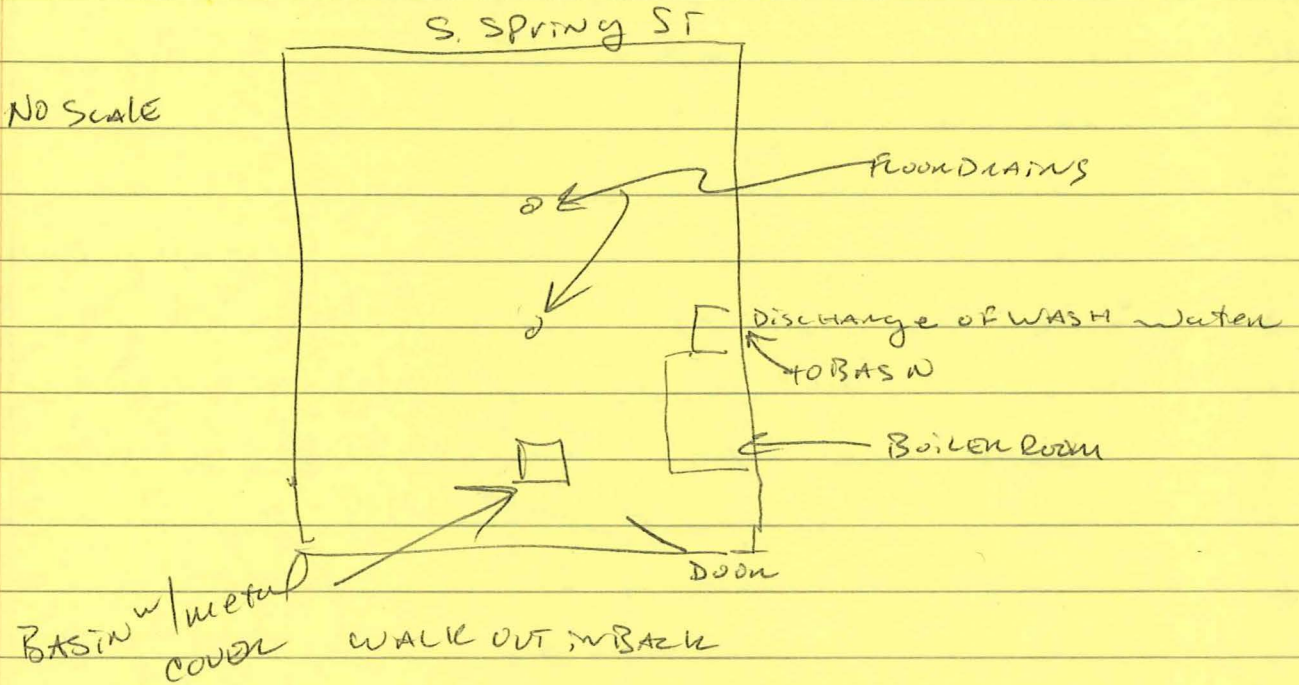 S. Spring ST
NO SCALE
FLOOR DRAINS
DISCHARGE OF WASH water
to BASIN
BOILER ROOM
DOOR
BASIN w/metal
COVER
WALK OUT IN BACK